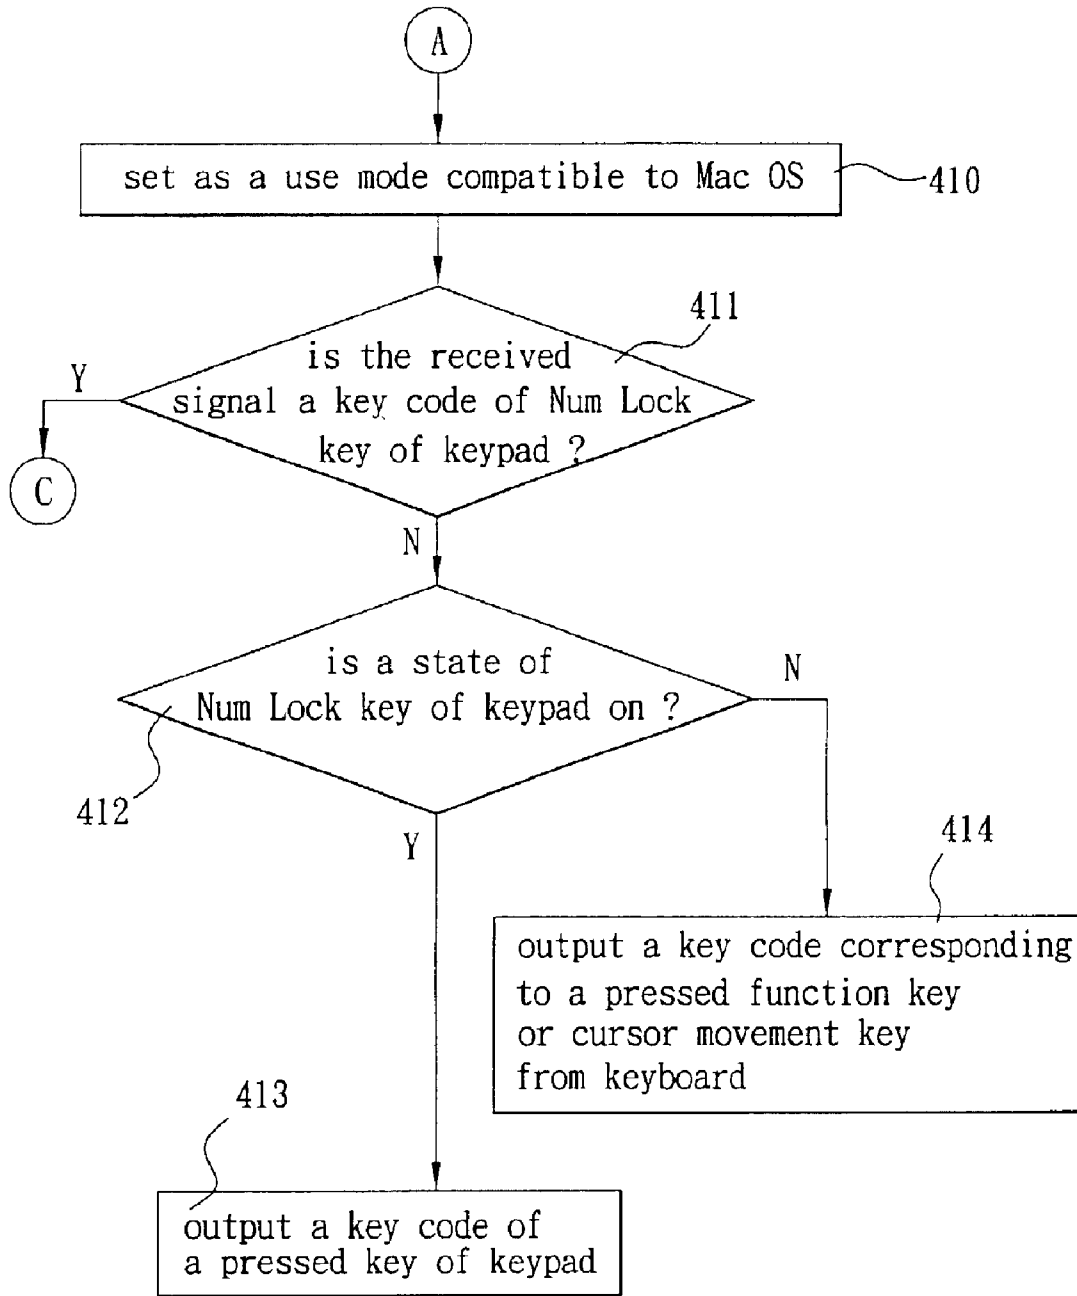 A
set as a use mode compatible to Mac OS
410
411
is the received
signal a key code of Num Lock
key of keypad ?
Y
C
N
is a state of
Num Lock key of keypad on ?
N
412
Y
414
output a key code corresponding
to a pressed function key
or cursor movement key
from keyboard
413
output a key code of
a pressed key of keypad